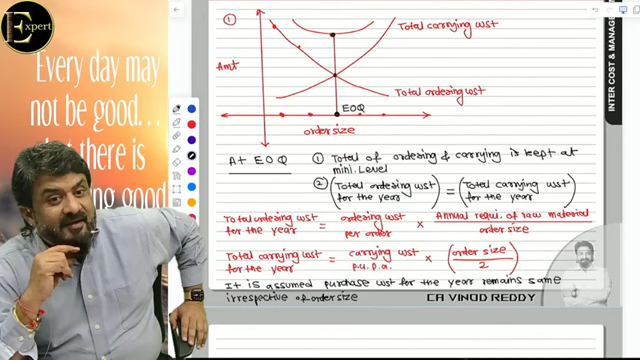 Expert
Every day may
not be good...
but there is
good
①
Total carrying cost
Amt
Total ordering cost
EOQ
order size
At EOQ
① Total of ordering & carrying is kept at
mini. Level
② (Total ordering cost for the year) = (Total carrying cost for the year)
Total ordering cost for the year = ordering cost per order × Annual requi. of raw material / order size
Total carrying cost for the year = carrying cost p.u.p.a. × (order size / 2)
It is assumed purchase cost for the year remains same
irrespective of order size
CA VINOD REDDY
INTER COST &